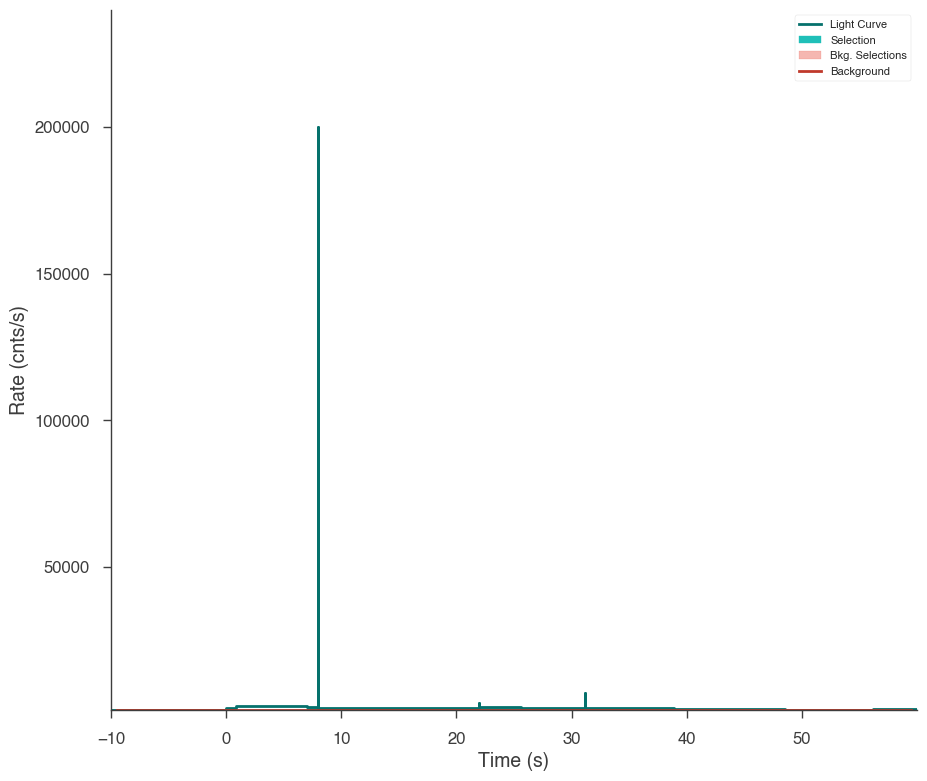 Light Curve
Selection
Bkg. Selections
Background
200000
150000
100000
50000
Rate (cnts/s)
−10 0 10 20 30 40 50
Time (s)